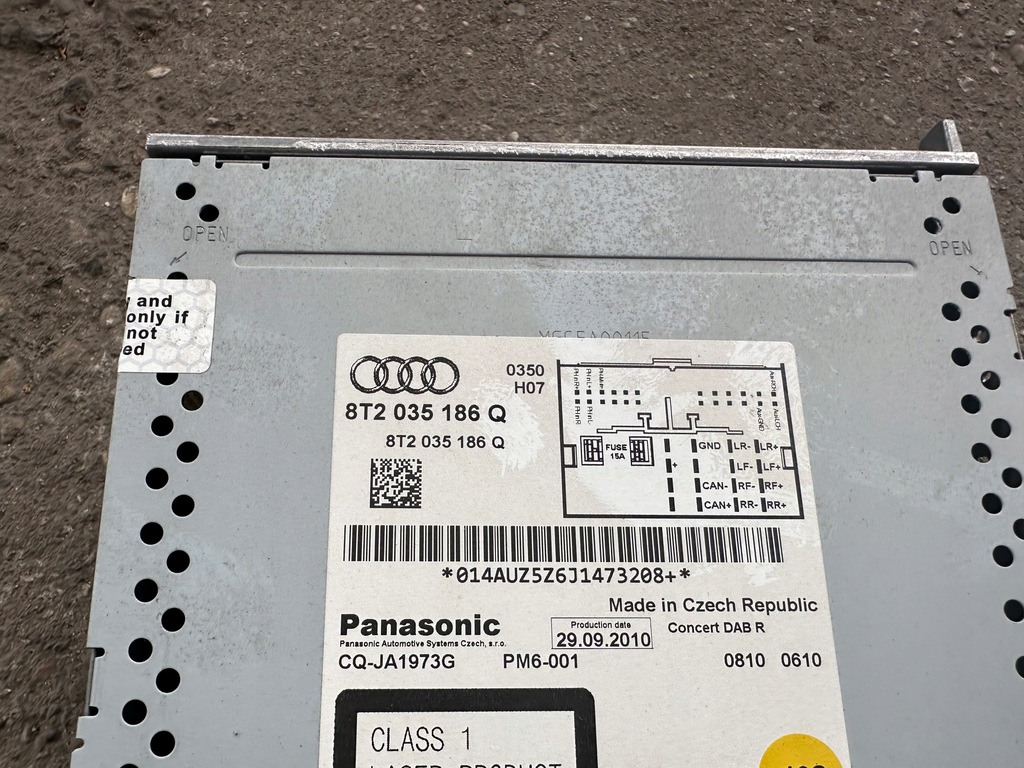 OPEN
OPEN
and
only if
not
ed
0350
H07
8T2 035 186 Q
8T2 035 186 Q
FUSE
15A
+
GND LR- LR+
LF- LF+
CAN- RF- RF+
CAN+ RR- RR+
*014AUZ5Z6J1473208+*
Made in Czech Republic
Panasonic
Panasonic Automotive Systems Czech, s.r.o.
Production date
29.09.2010
Concert DAB R
CQ-JA1973G PM6-001 0810 0610
CLASS 1
LASER PRODUCT